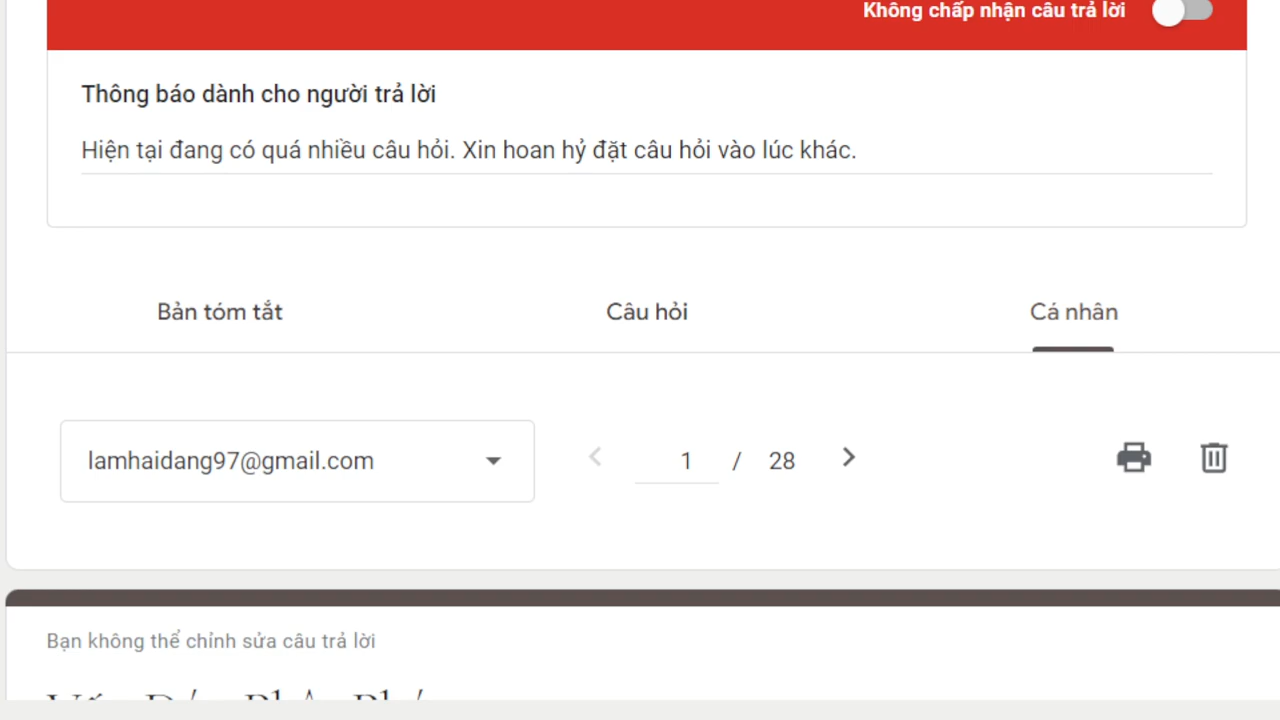 Không chấp nhận câu trả lời
Thông báo dành cho người trả lời
Hiện tại đang có quá nhiều câu hỏi. Xin hoan hỷ đặt câu hỏi vào lúc khác.
Bản tóm tắt
Câu hỏi
Cá nhân
lamhaidang97@gmail.com
1 / 28
Bạn không thể chỉnh sửa câu trả lời